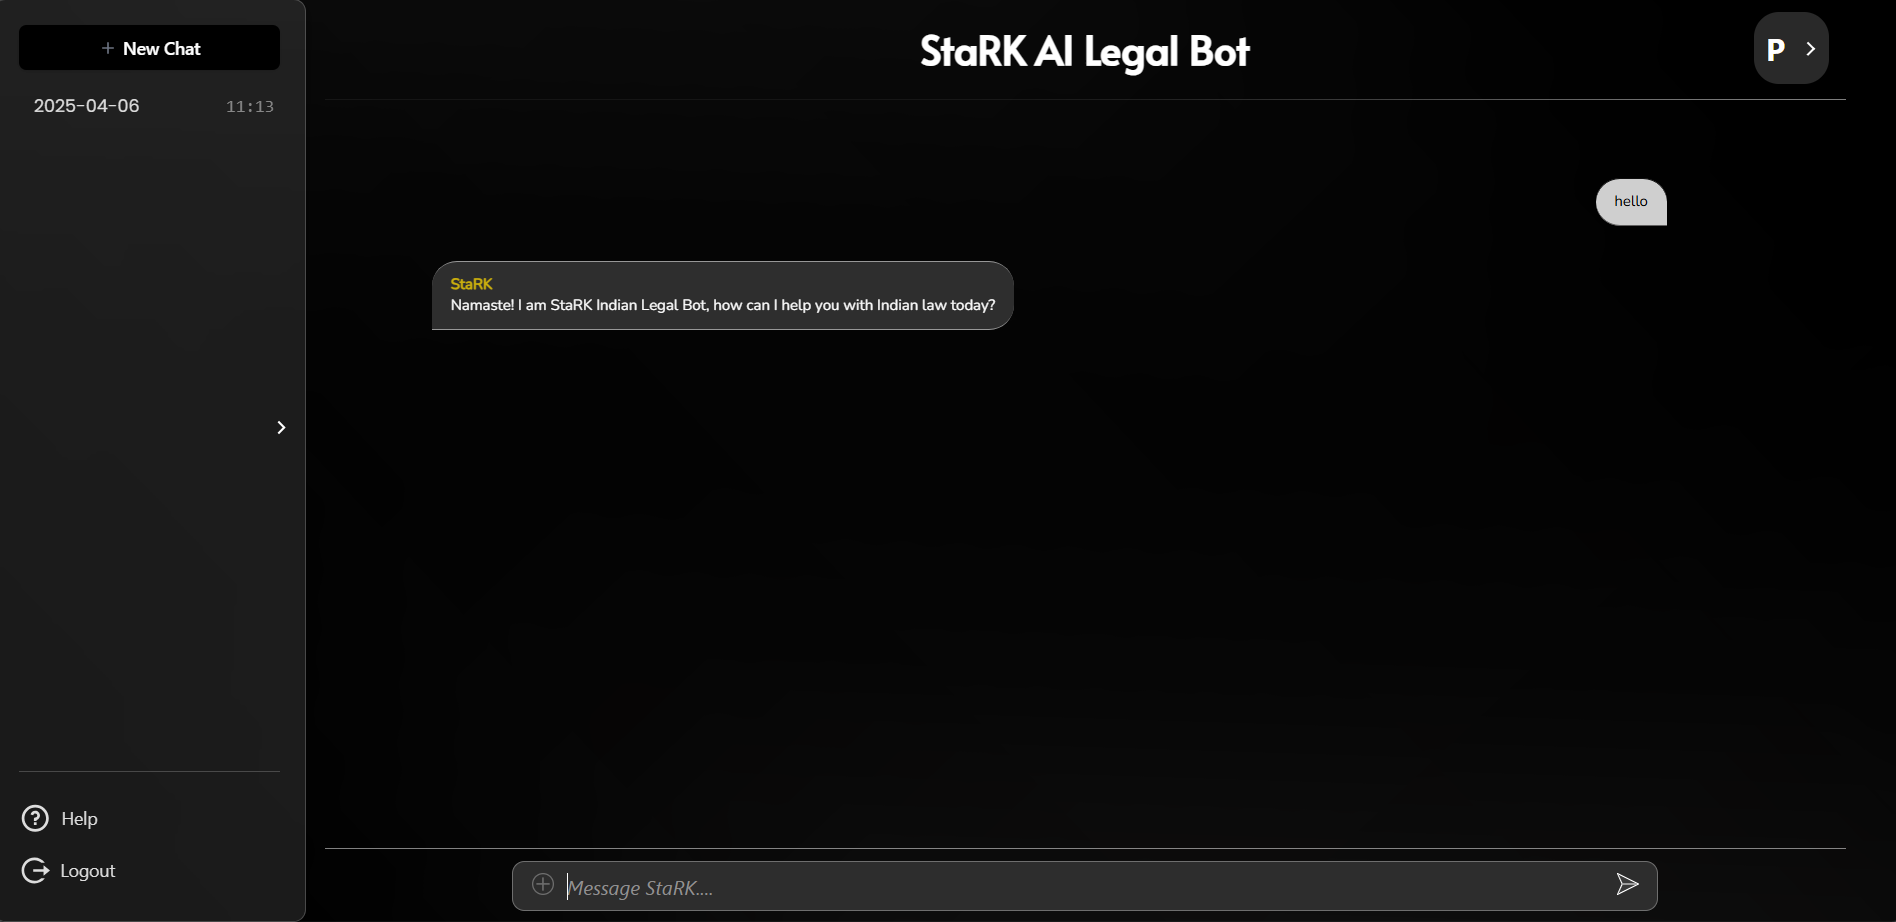 New Chat
2025-04-06 11:13
Help
Logout
StaRK AI Legal Bot
P
hello
StaRK
Namaste! I am StaRK Indian Legal Bot, how can I help you with Indian law today?
Message StaRK....